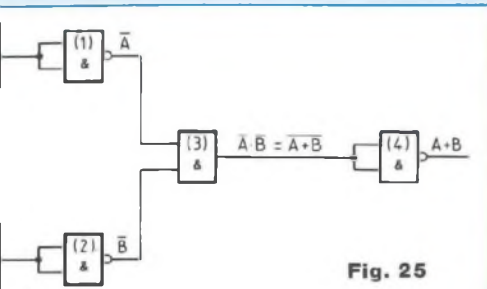 (1)
&
A̅
(3)
&
A̅·B̅ = A̅+̅B̅
(4)
&
A+B
(2)
&
B̅
Fig. 25